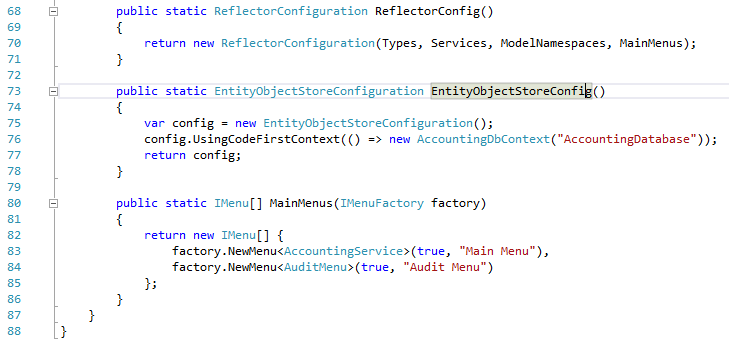 68 public static ReflectorConfiguration ReflectorConfig()
69 {
70 return new ReflectorConfiguration(Types, Services, ModelNamespaces, MainMenus);
71 }
72
73 public static EntityObjectStoreConfiguration EntityObjectStoreConfig()
74 {
75 var config = new EntityObjectStoreConfiguration();
76 config.UsingCodeFirstContext(() => new AccountingDbContext("AccountingDatabase"));
77 return config;
78 }
79
80 public static IMenu[] MainMenus(IMenuFactory factory)
81 {
82 return new IMenu[] {
83 factory.NewMenu<AccountingService>(true, "Main Menu"),
84 factory.NewMenu<AuditMenu>(true, "Audit Menu")
85 };
86 }
87 }
88 }